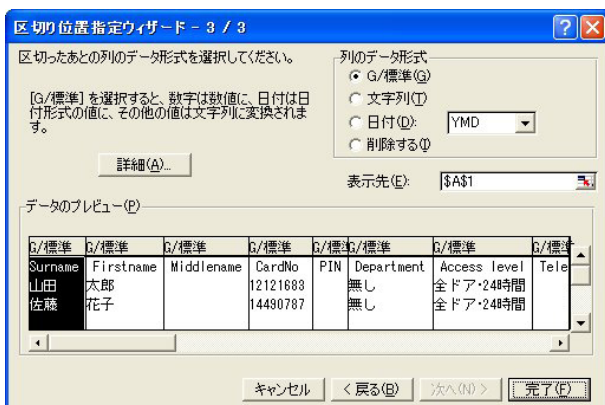 区切り位置指定ウィザード - 3 / 3
区切ったあとの列のデータ形式を選択してください。
[G/標準] を選択すると、数字は数値に、日付は日
付形式の値に、その他の値は文字列に変換されま
す。
詳細(A)...
列のデータ形式
G/標準(G)
文字列(T)
日付(D): YMD
削除する(I)
表示先(E): $A$1
データのプレビュー(P)
G/標準 G/標準 G/標準 G/標準 G/標 G/標準 G/標準 G/標準
Surname Firstname Middlename CardNo PIN Department Access level Tele
山田 太郎 12121683 無し 全ドア・24時間
佐藤 花子 14490787 無し 全ドア・24時間
キャンセル < 戻る(B) 次へ(N) > 完了(F)